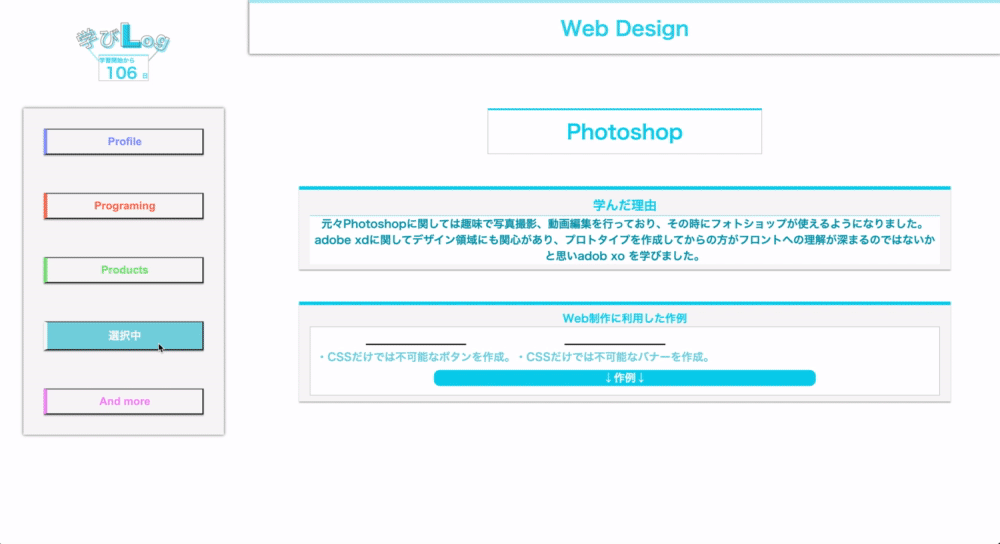 学びLog
学習開始から
106 日
Profile
Programing
Products
選択中
And more
Web Design
Photoshop
学んだ理由
元々Photoshopに関しては趣味で写真撮影、動画編集を行っており、その時にフォトショップが使えるようになりました。
adobe xdに関してデザイン領域にも関心があり、プロトタイプを作成してからの方がフロントへの理解が深まるのではないか
と思いadob xo を学びました。
Web制作に利用した作例
・CSSだけでは不可能なボタンを作成。・CSSだけでは不可能なバナーを作成。
↓作例↓